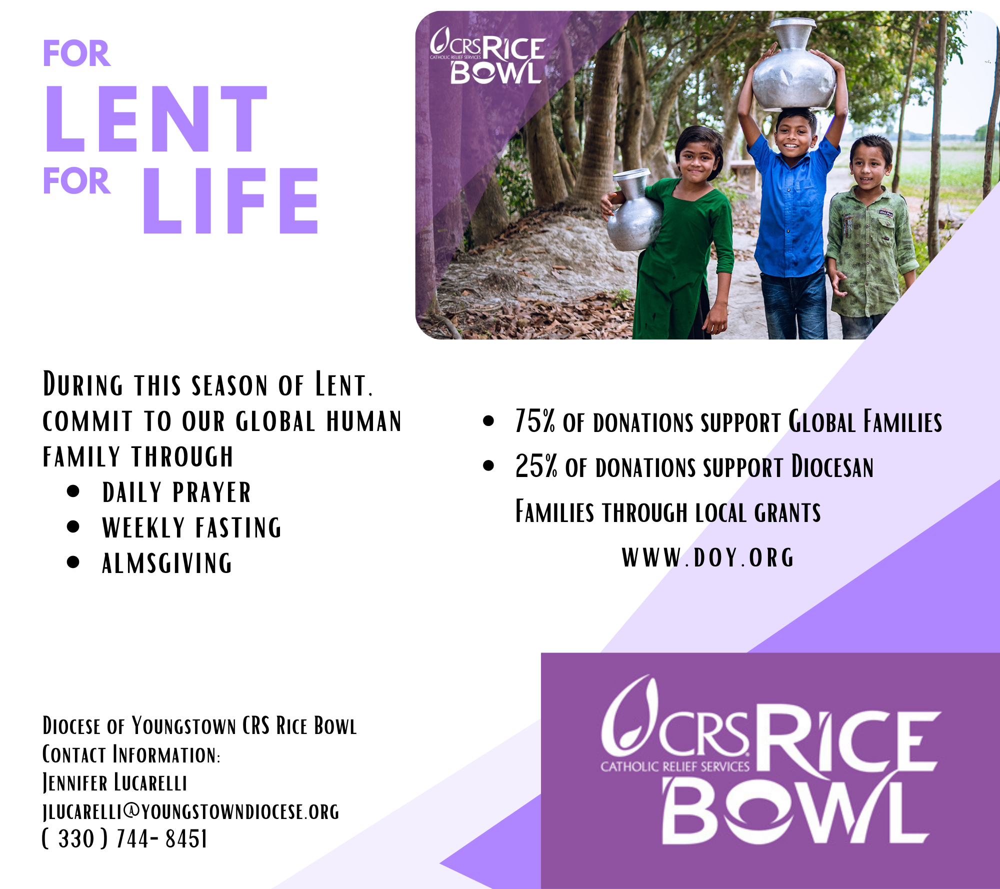 FOR
LENT
FOR LIFE
CRS RICE
CATHOLIC RELIEF SERVICES
BOWL
During this season of Lent,
commit to our global human
family through
• daily prayer
• weekly fasting
• almsgiving
• 75% of donations support Global Families
• 25% of donations support Diocesan
Families through local grants
www.doy.org
Diocese of Youngstown CRS Rice Bowl
Contact Information:
Jennifer Lucarelli
jlucarelli@youngstowndiocese.org
( 330 ) 744- 8451
CRS RICE
CATHOLIC RELIEF SERVICES
BOWL